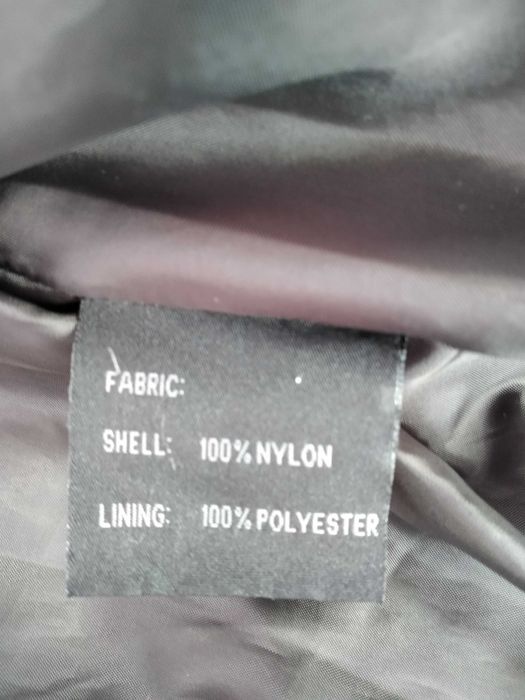 FABRIC:
SHELL: 100% NYLON
LINING: 100% POLYESTER